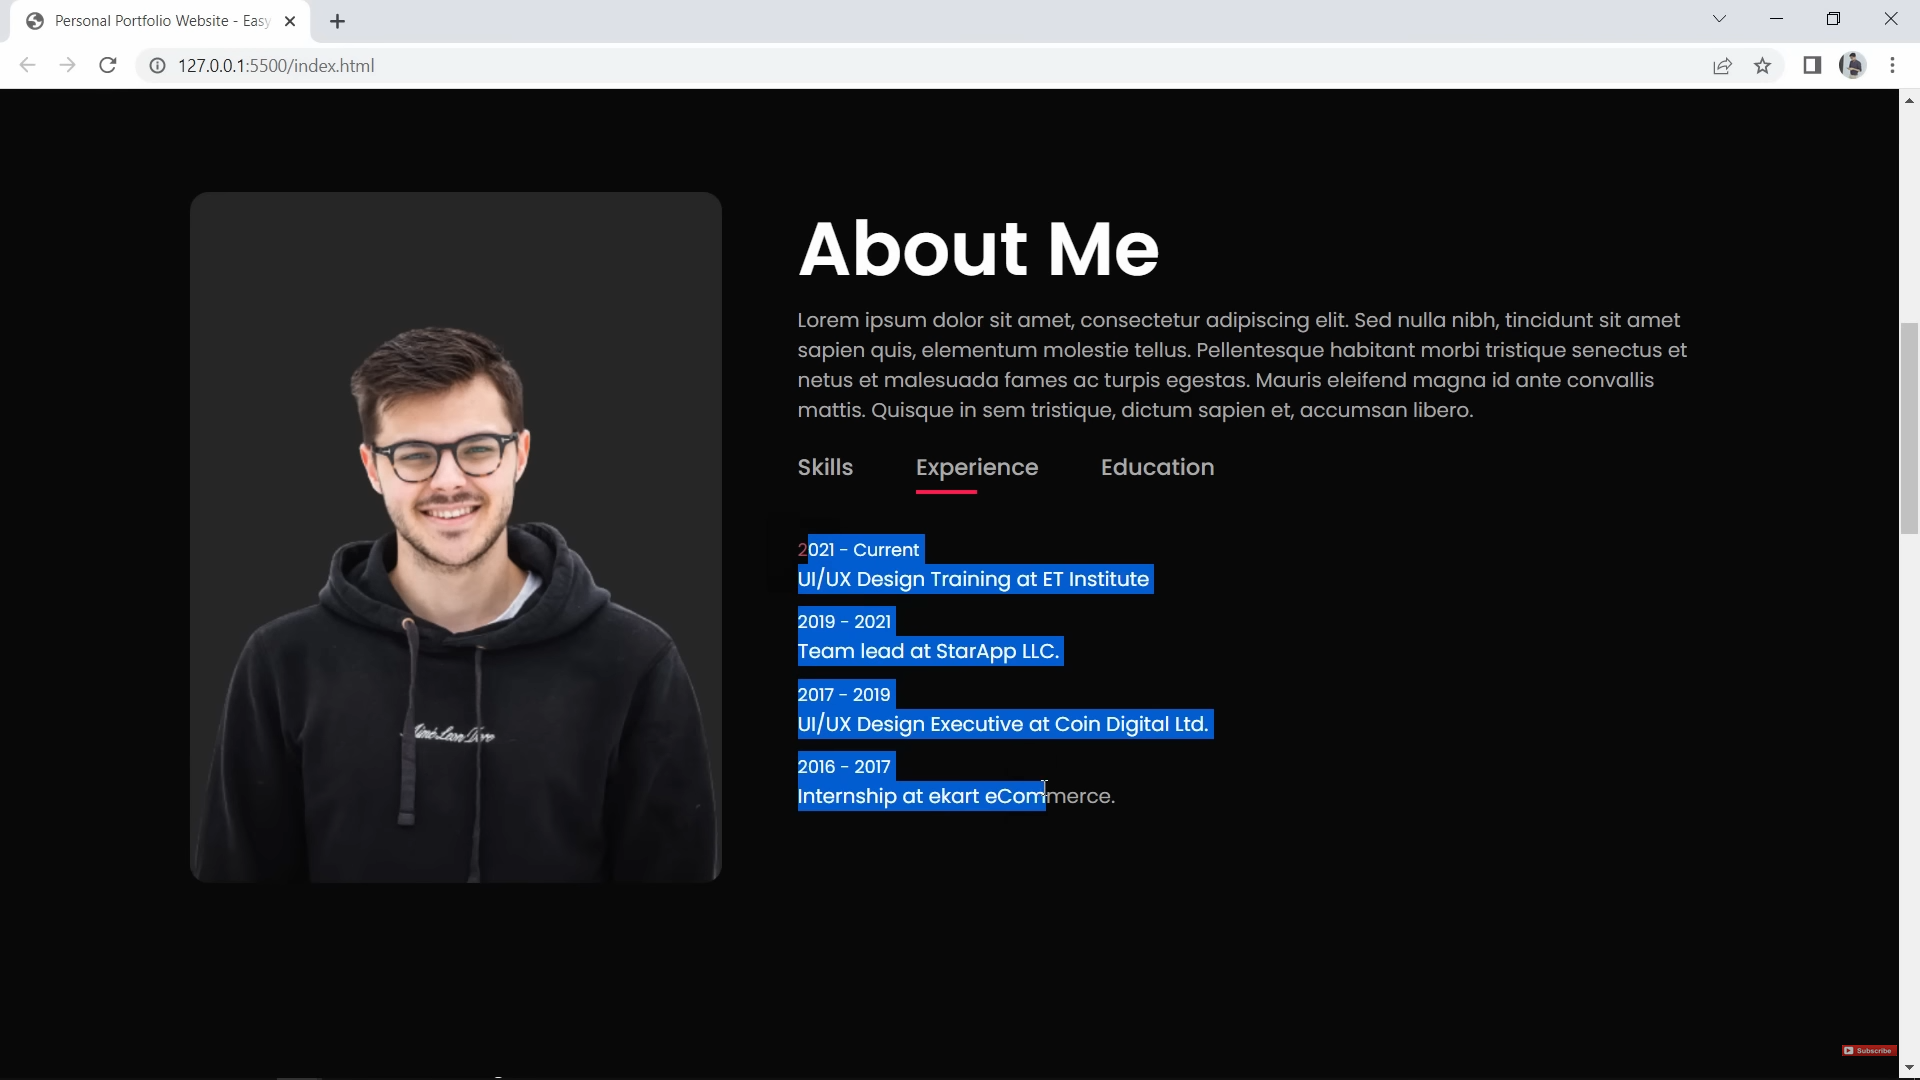 Personal Portfolio Website - Easy
127.0.0.1:5500/index.html
About Me
Lorem ipsum dolor sit amet, consectetur adipiscing elit. Sed nulla nibh, tincidunt sit amet
sapien quis, elementum molestie tellus. Pellentesque habitant morbi tristique senectus et
netus et malesuada fames ac turpis egestas. Mauris eleifend magna id ante convallis
mattis. Quisque in sem tristique, dictum sapien et, accumsan libero.
Skills Experience Education
2021 - Current
UI/UX Design Training at ET Institute
2019 - 2021
Team lead at StarApp LLC.
2017 - 2019
UI/UX Design Executive at Coin Digital Ltd.
2016 - 2017
Internship at ekart eCommerce.
Subscribe